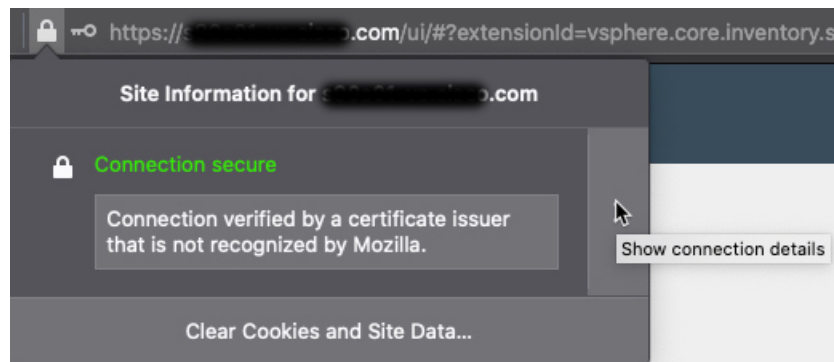 https:// .com/ui/#?extensionId=vsphere.core.inventory.s
Site Information for .com
Connection secure
Connection verified by a certificate issuer
that is not recognized by Mozilla.
Show connection details
Clear Cookies and Site Data...